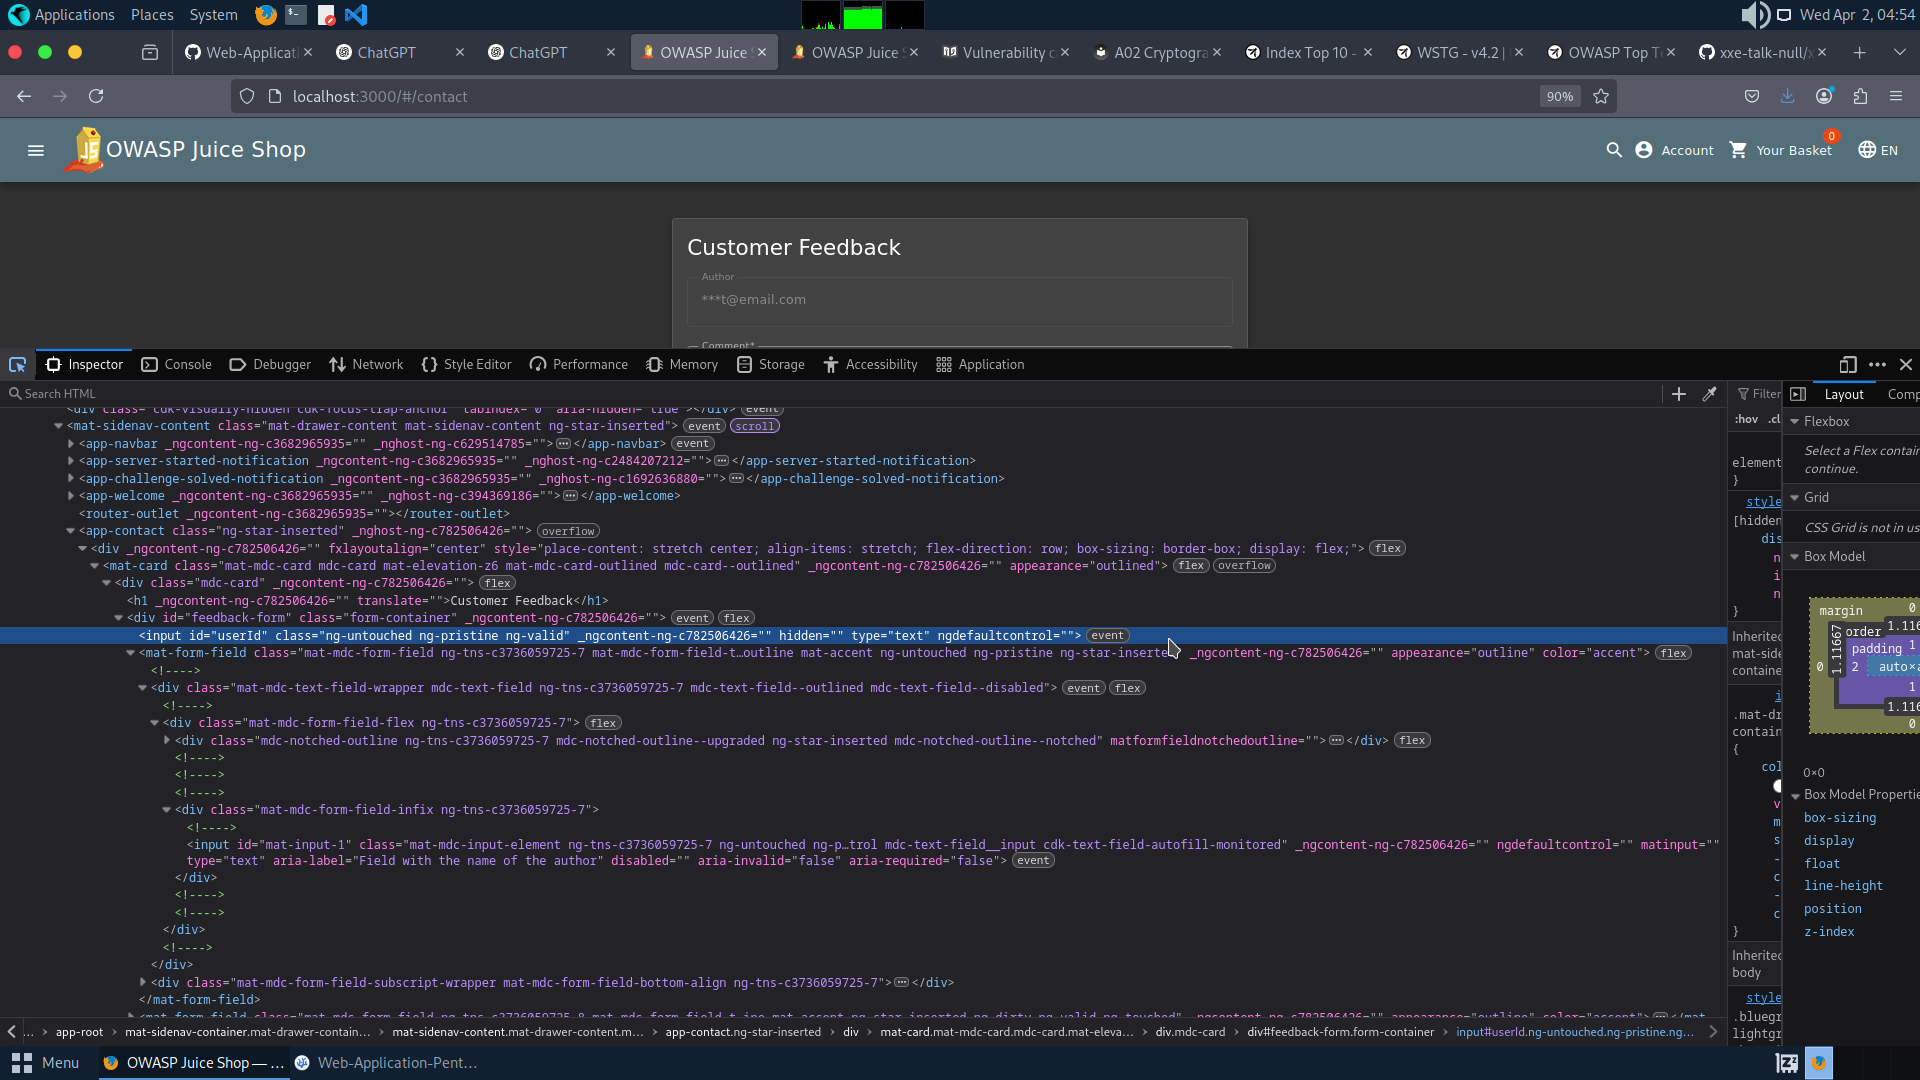 Applications Places System Wed Apr 2, 04:54
Web-Applicati ChatGPT ChatGPT OWASP Juice S OWASP Juice S Vulnerability c A02 Cryptogra Index Top 10 - WSTG - v4.2 | OWASP Top T xxe-talk-null/x
localhost:3000/#/contact 90%
OWASP Juice Shop Account Your Basket 0 EN
Customer Feedback
Author
***t@email.com
Comment*
Inspector Console Debugger Network Style Editor Performance Memory Storage Accessibility Application
Search HTML Filter Layout Comp
<div class="cdk-visually-hidden cdk-focus-trap-anchor" tabindex="0" aria-hidden="true"></div> event
<mat-sidenav-content class="mat-drawer-content mat-sidenav-content ng-star-inserted"> event scroll
<app-navbar _ngcontent-ng-c3682965935="" _nghost-ng-c629514785=""> </app-navbar> event
<app-server-started-notification _ngcontent-ng-c3682965935="" _nghost-ng-c2484207212=""> </app-server-started-notification>
<app-challenge-solved-notification _ngcontent-ng-c3682965935="" _nghost-ng-c1692636880=""> </app-challenge-solved-notification>
<app-welcome _ngcontent-ng-c3682965935="" _nghost-ng-c394369186=""> </app-welcome>
<router-outlet _ngcontent-ng-c3682965935=""></router-outlet>
<app-contact class="ng-star-inserted" _nghost-ng-c782506426=""> overflow
<div _ngcontent-ng-c782506426="" fxlayoutalign="center" style="place-content: stretch center; align-items: stretch; flex-direction: row; box-sizing: border-box; display: flex;"> flex
<mat-card class="mat-mdc-card mdc-card mat-elevation-z6 mat-mdc-card-outlined mdc-card--outlined" _ngcontent-ng-c782506426="" appearance="outlined"> flex overflow
<div class="mdc-card" _ngcontent-ng-c782506426=""> flex
<h1 _ngcontent-ng-c782506426="" translate="">Customer Feedback</h1>
<div id="feedback-form" class="form-container" _ngcontent-ng-c782506426=""> event flex
<input id="userId" class="ng-untouched ng-pristine ng-valid" _ngcontent-ng-c782506426="" hidden="" type="text" ngdefaultcontrol=""> event
<mat-form-field class="mat-mdc-form-field ng-tns-c3736059725-7 mat-mdc-form-field-t…outline mat-accent ng-untouched ng-pristine ng-star-inserte _ngcontent-ng-c782506426="" appearance="outline" color="accent"> flex
<!---->
<div class="mat-mdc-text-field-wrapper mdc-text-field ng-tns-c3736059725-7 mdc-text-field--outlined mdc-text-field--disabled"> event flex
<!---->
<div class="mat-mdc-form-field-flex ng-tns-c3736059725-7"> flex
<div class="mdc-notched-outline ng-tns-c3736059725-7 mdc-notched-outline--upgraded ng-star-inserted mdc-notched-outline--notched" matformfieldnotchedoutline=""> </div> flex
<!---->
<!---->
<!---->
<div class="mat-mdc-form-field-infix ng-tns-c3736059725-7">
<!---->
<input id="mat-input-1" class="mat-mdc-input-element ng-tns-c3736059725-7 ng-untouched ng-p…trol mdc-text-field__input cdk-text-field-autofill-monitored" _ngcontent-ng-c782506426="" ngdefaultcontrol="" matinput=""
type="text" aria-label="Field with the name of the author" disabled="" aria-invalid="false" aria-required="false"> event
</div>
<!---->
<!---->
</div>
<!---->
</div>
<div class="mat-mdc-form-field-subscript-wrapper mat-mdc-form-field-bottom-align ng-tns-c3736059725-7"> </div>
</mat-form-field>
:hov .cl
element
}
style
[hidden
dis
n
i
n
}
Inherited
mat-side
container
i
.mat-dr
contain
{
col
v
m
s
-
c
-
c
}
Inherited
body
style
.bluegr
lightgr
Flexbox
Select a Flex contain
continue.
Grid
CSS Grid is not in us
Box Model
margin 0
order 1.116
padding 1
1.11667
0 2 auto×a
1
1.116
0
0×0
Box Model Propertie
box-sizing
display
float
line-height
position
z-index
... app-root mat-sidenav-container.mat-drawer-contain... mat-sidenav-content.mat-drawer-content.m... app-contact.ng-star-inserted div mat-card.mat-mdc-card.mdc-card.mat-eleva... div.mdc-card div#feedback-form.form-container input#userId.ng-untouched.ng-pristine.ng...
Menu OWASP Juice Shop — ... Web-Application-Pent...